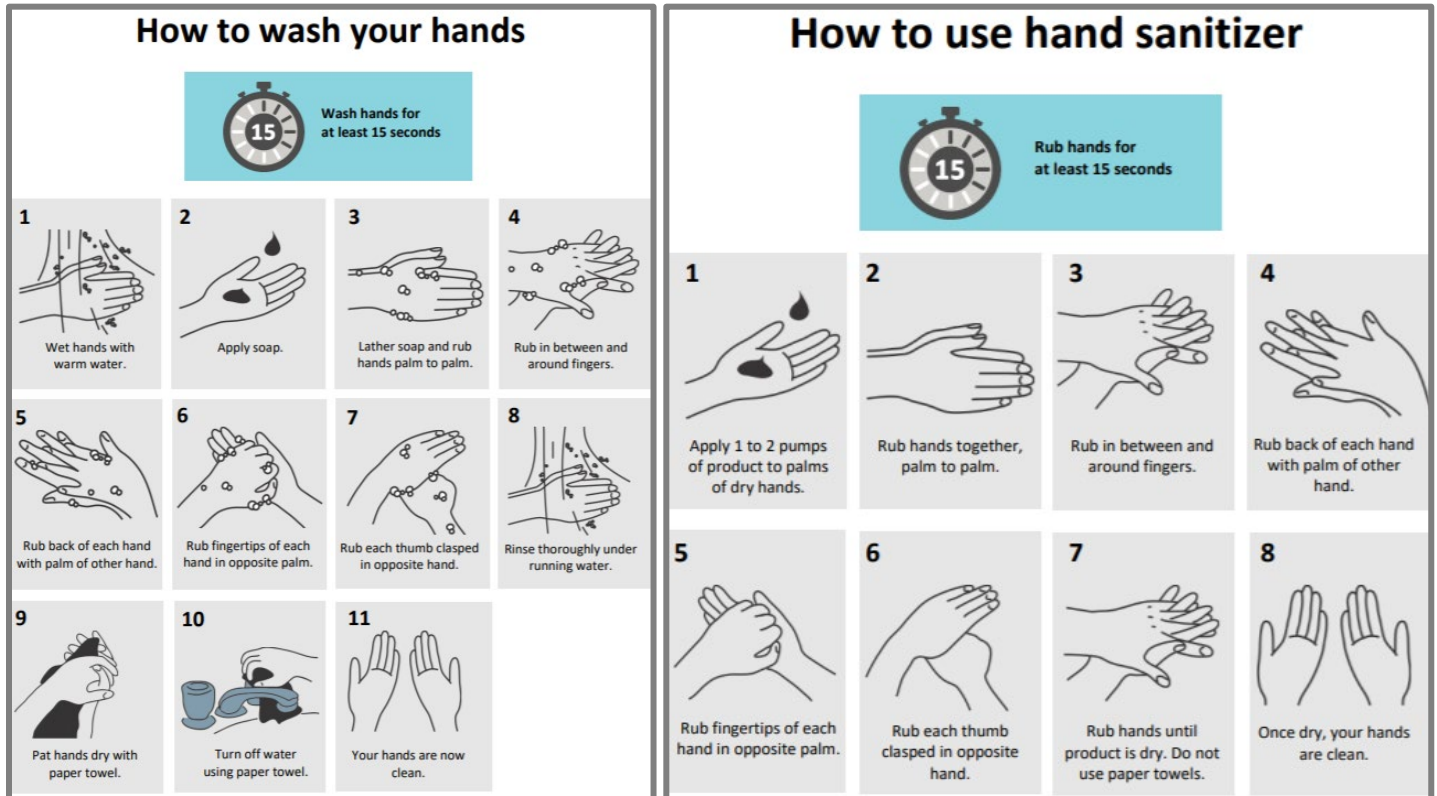 How to wash your hands
15
Wash hands for
at least 15 seconds
1
Wet hands with
warm water.
2
Apply soap.
3
Lather soap and rub
hands palm to palm.
4
Rub in between and
around fingers.
5
Rub back of each hand
with palm of other hand.
6
Rub fingertips of each
hand in opposite palm.
7
Rub each thumb clasped
in opposite hand.
8
Rinse thoroughly under
running water.
9
Pat hands dry with
paper towel.
10
Turn off water
using paper towel.
11
Your hands are now
clean.
How to use hand sanitizer
15
Rub hands for
at least 15 seconds
1
Apply 1 to 2 pumps
of product to palms
of dry hands.
2
Rub hands together,
palm to palm.
3
Rub in between and
around fingers.
4
Rub back of each hand
with palm of other
hand.
5
Rub fingertips of each
hand in opposite palm.
6
Rub each thumb
clasped in opposite
hand.
7
Rub hands until
product is dry. Do not
use paper towels.
8
Once dry, your hands
are clean.